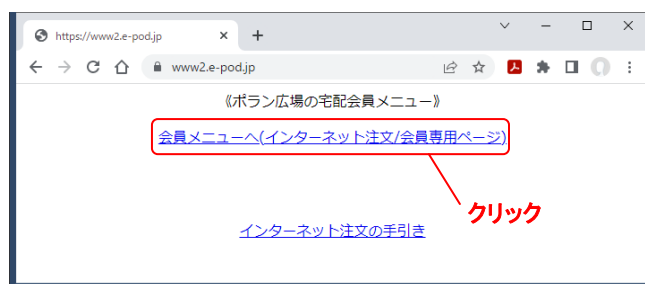 https://www2.e-pod.jp
www2.e-pod.jp
《ポラン広場の宅配会員メニュー》
会員メニューへ(インターネット注文/会員専用ページ)
クリック
インターネット注文の手引き